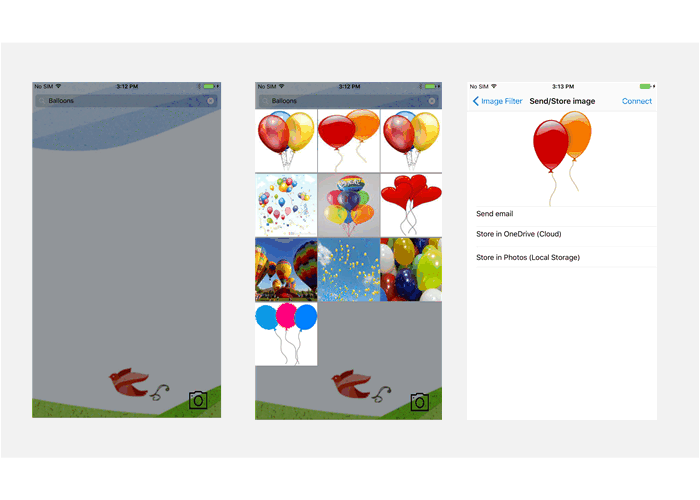 No SIM 3:12 PM
Balloons
No SIM 3:12 PM
Balloons
No SIM 3:13 PM
Image Filter Send/Store image Connect
Send email
Store in OneDrive (Cloud)
Store in Photos (Local Storage)